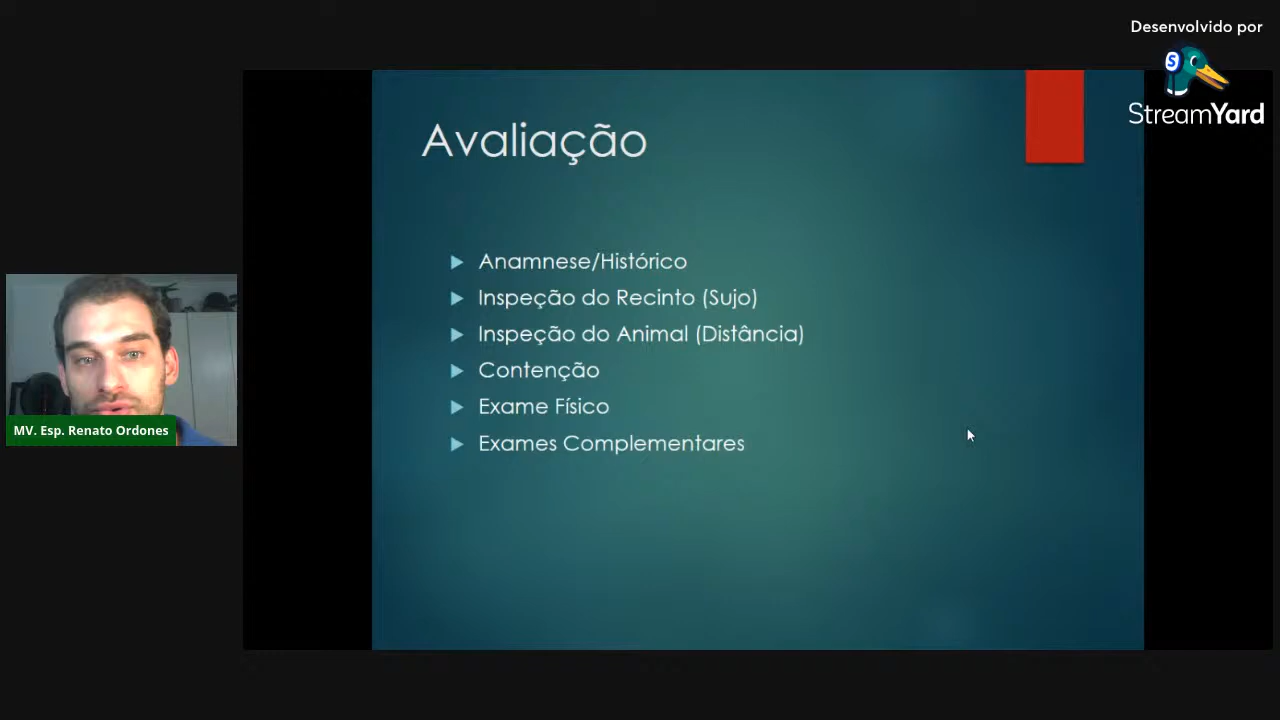 Desenvolvido por
StreamYard
Avaliação
Anamnese/Histórico
Inspeção do Recinto (Sujo)
Inspeção do Animal (Distância)
Contenção
Exame Físico
Exames Complementares
MV. Esp. Renato Ordones